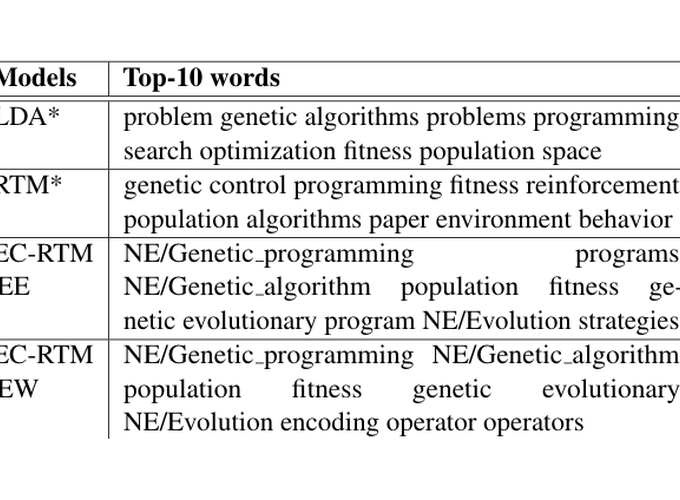 Models Top-10 words
LDA* problem genetic algorithms problems programming
search optimization fitness population space
RTM* genetic control programming fitness reinforcement
population algorithms paper environment behavior
EC-RTM NE/Genetic_programming programs
EE NE/Genetic_algorithm population fitness ge-
netic evolutionary program NE/Evolution strategies
EC-RTM NE/Genetic_programming NE/Genetic_algorithm
EW population fitness genetic evolutionary
NE/Evolution encoding operator operators